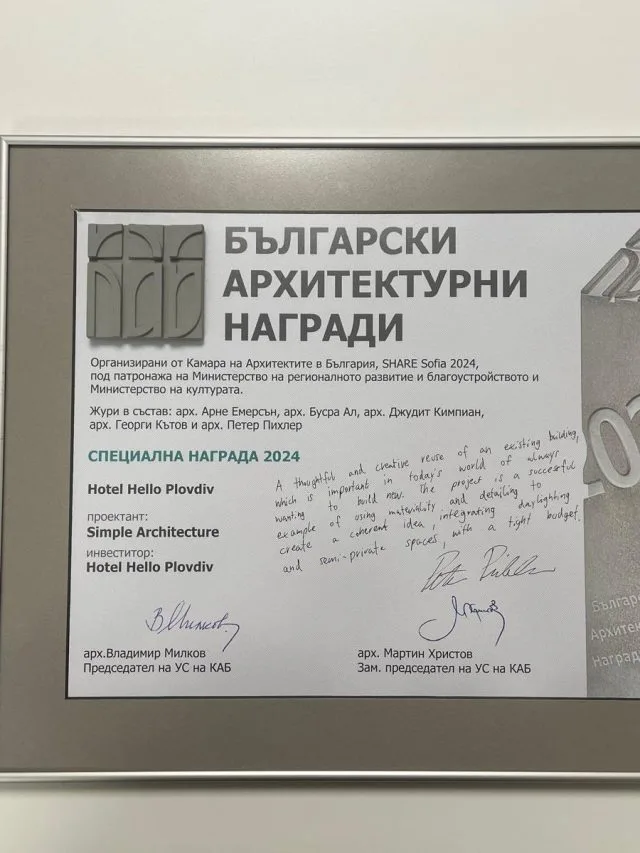 БЪЛГАРСКИ
АРХИТЕКТУРНИ
НАГРАДИ
Организирани от Камара на Архитектите в България, SHARE Sofia 2024,
под патронажа на Министерство на регионалното развитие и благоустройството и
Министерство на културата.
Жури в състав: арх. Арне Емерсън, арх. Бусра Ал, арх. Джудит Кимпиан,
арх. Георги Кътов и арх. Петер Пихлер
СПЕЦИАЛНА НАГРАДА 2024
Hotel Hello Plovdiv
проектант:
Simple Architecture
инвеститор:
Hotel Hello Plovdiv
A thoughtful and creative reuse of an existing building,
which is important in today's world of always
wanting to build new. The project is a successful
example of using materiality and detailing to
create a coherent idea, integrating daylighting
and semi-private spaces, with a tight budget.
арх.Владимир Милков
Председател на УС на КАБ
арх. Мартин Христов
Зам. председател на УС на КАБ
202
Българс
Архитек
Награди